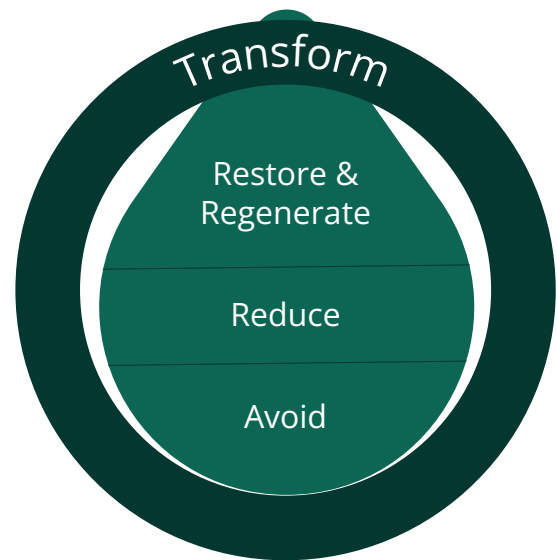 Transform
Restore &
Regenerate
Reduce
Avoid